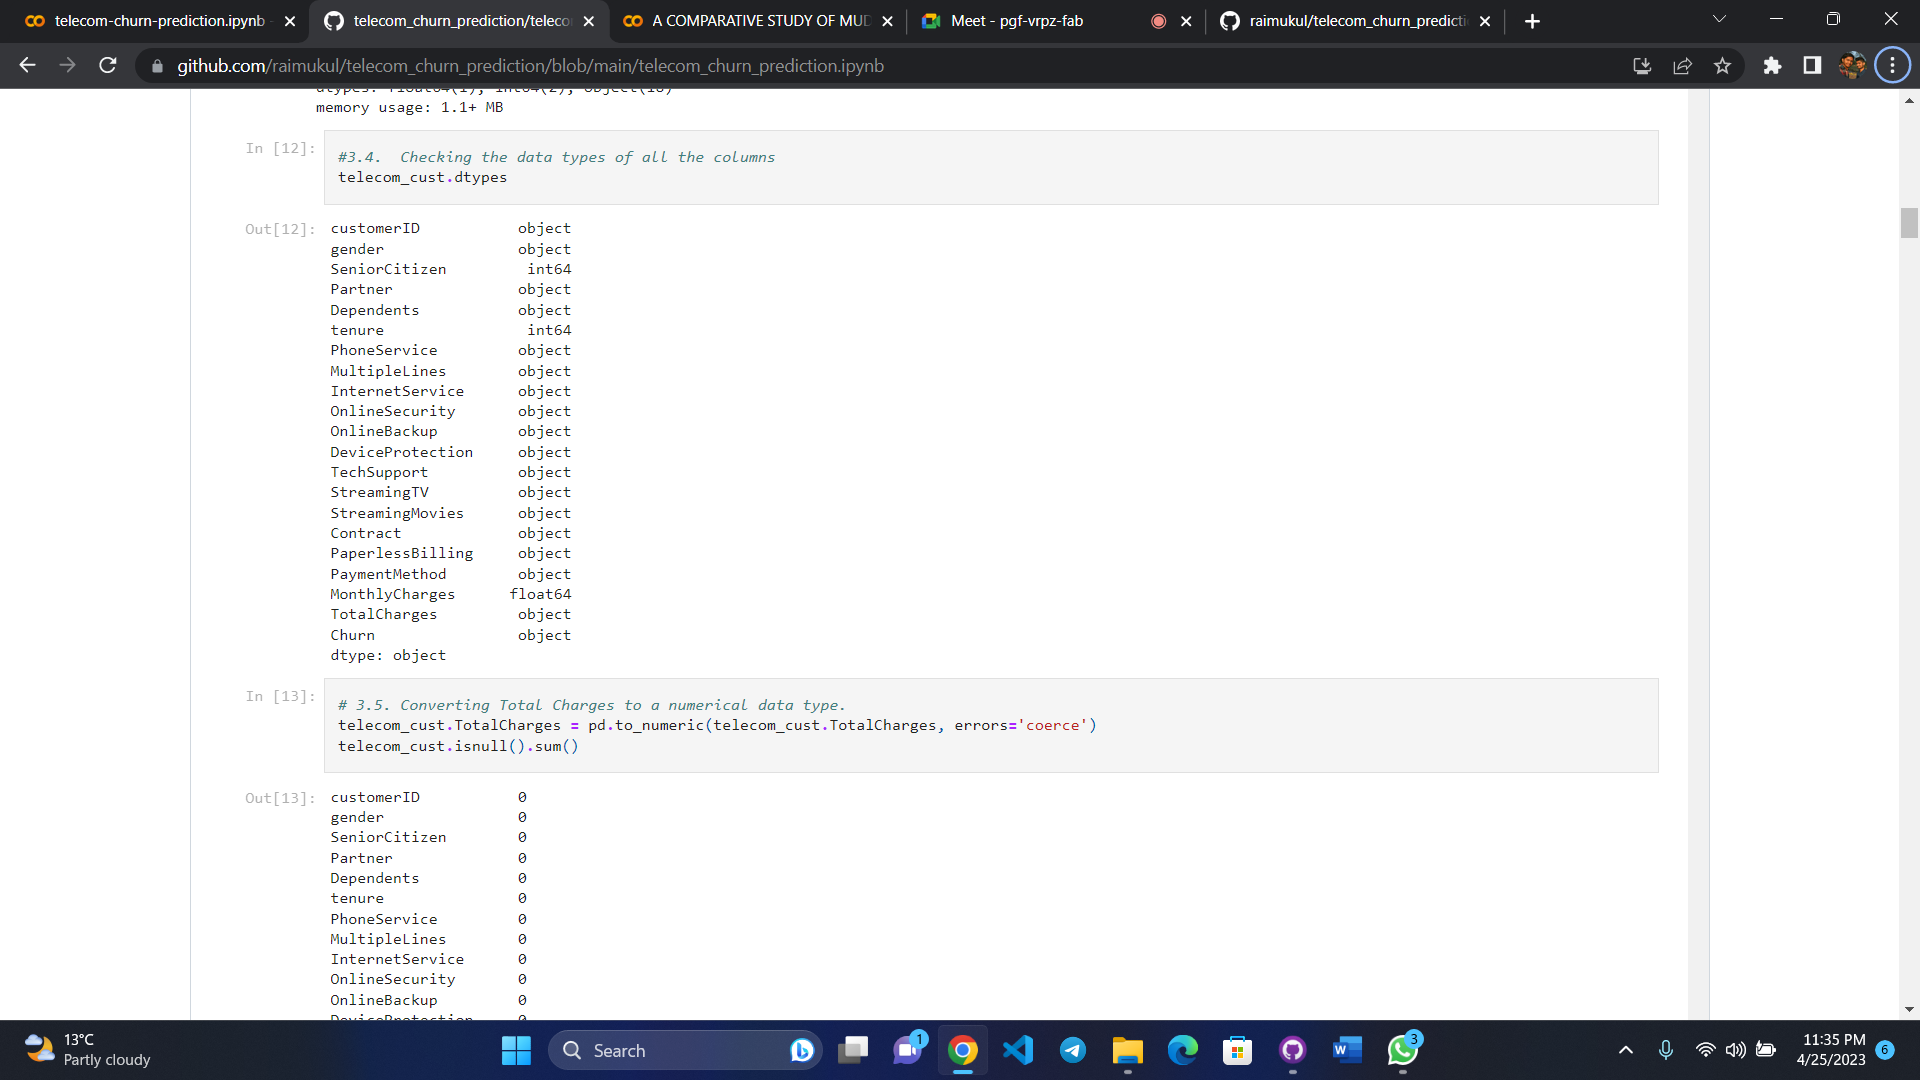 telecom-churn-prediction.ipynb -
telecom_churn_prediction/teleco
A COMPARATIVE STUDY OF MUD
Meet - pgf-vrpz-fab
raimukul/telecom_churn_predicti
github.com/raimukul/telecom_churn_prediction/blob/main/telecom_churn_prediction.ipynb
dtypes: float64(1), int64(2), object(18)
memory usage: 1.1+ MB
In [12]:
#3.4.  Checking the data types of all the columns
telecom_cust.dtypes
Out[12]:
customerID object
gender object
SeniorCitizen int64
Partner object
Dependents object
tenure int64
PhoneService object
MultipleLines object
InternetService object
OnlineSecurity object
OnlineBackup object
DeviceProtection object
TechSupport object
StreamingTV object
StreamingMovies object
Contract object
PaperlessBilling object
PaymentMethod object
MonthlyCharges float64
TotalCharges object
Churn object
dtype: object
In [13]:
# 3.5. Converting Total Charges to a numerical data type.
telecom_cust.TotalCharges = pd.to_numeric(telecom_cust.TotalCharges, errors='coerce')
telecom_cust.isnull().sum()
Out[13]:
customerID 0
gender 0
SeniorCitizen 0
Partner 0
Dependents 0
tenure 0
PhoneService 0
MultipleLines 0
InternetService 0
OnlineSecurity 0
OnlineBackup 0
DeviceProtection 0
13°C
Partly cloudy
Search
1
3
11:35 PM
4/25/2023
6